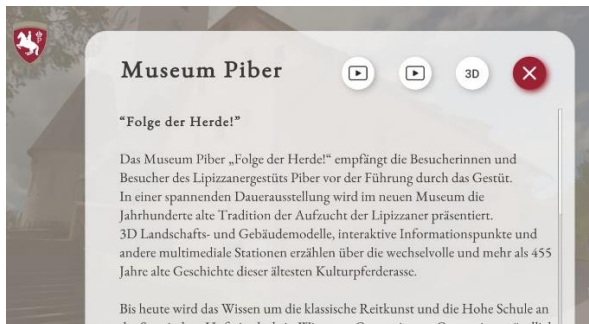 Museum Piber
3D
“Folge der Herde!”
Das Museum Piber „Folge der Herde!“ empfängt die Besucherinnen und
Besucher des Lipizzanergestüts Piber vor der Führung durch das Gestüt.
In einer spannenden Dauerausstellung wird im neuen Museum die
Jahrhunderte alte Tradition der Aufzucht der Lipizzaner präsentiert.
3D Landschafts- und Gebäudemodelle, interaktive Informationspunkte und
andere multimediale Stationen erzählen über die wechselvolle und mehr als 455
Jahre alte Geschichte dieser ältesten Kulturpferderasse.
Bis heute wird das Wissen um die klassische Reitkunst und die Hohe Schule an